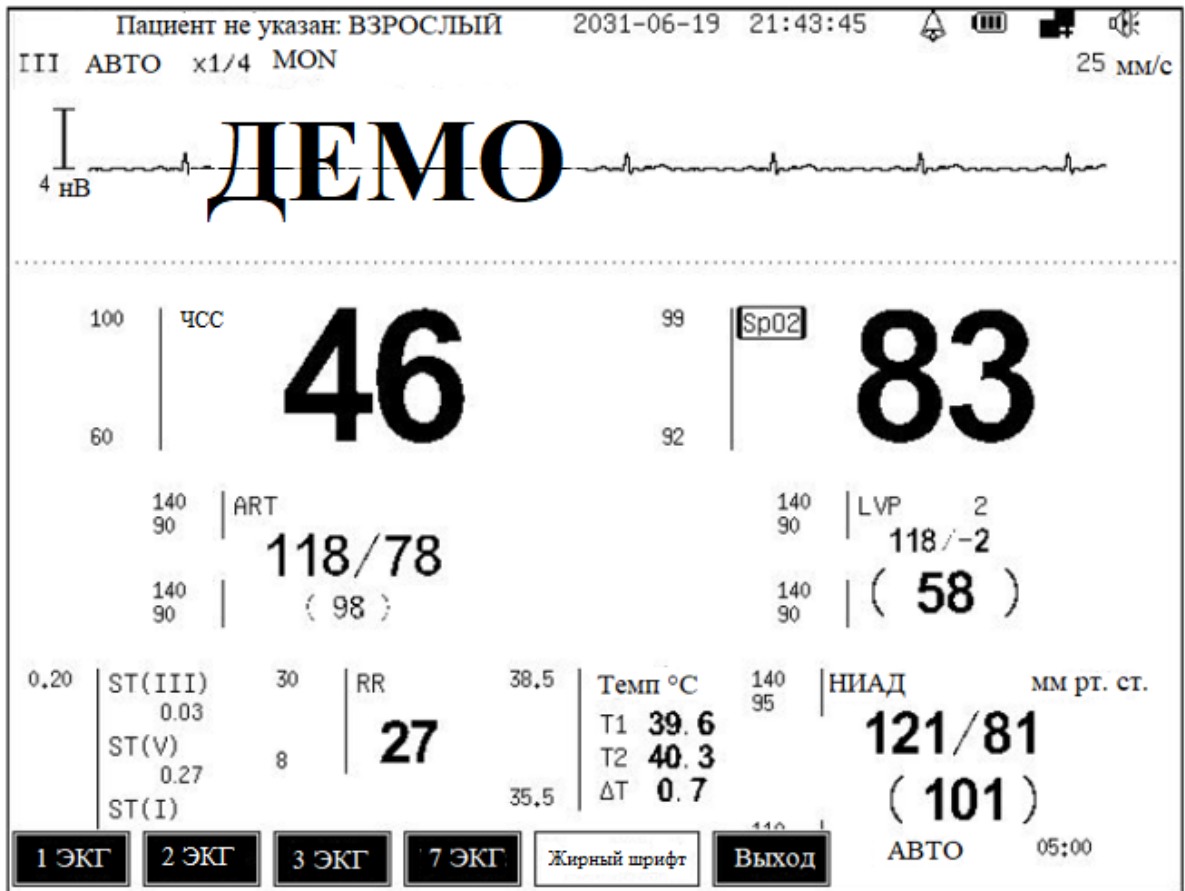 Пациент не указан: ВЗРОСЛЫЙ 2031-06-19 21:43:45
III АВТО x1/4 MON 25 мм/с
ДЕМО
4 нВ
100 ЧСС 46 99 SpO2 83
60 92
140 ART 140 LVP 2
90 118/78 90 118/-2
140 ( 98 ) 140 ( 58 )
90 90
0.20 ST(III) 30 RR 38.5 Темп °C 140 НИАД мм рт. ст.
0.03 27 T1 39.6 95 121/81
ST(V) 8 T2 40.3
0.27 35.5 ΔT 0.7 ( 101 )
ST(I)
1 ЭКГ 2 ЭКГ 3 ЭКГ 7 ЭКГ Жирный шрифт Выход АВТО 05:00